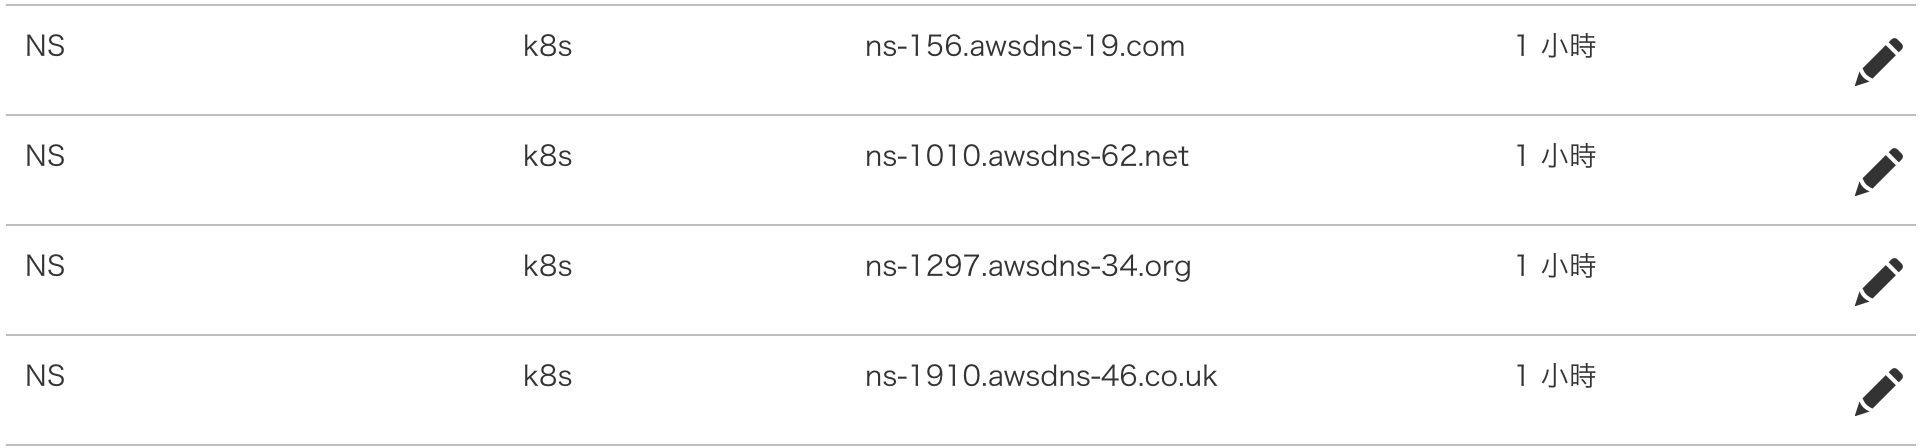 NS k8s ns-156.awsdns-19.com 1 小時
NS k8s ns-1010.awsdns-62.net 1 小時
NS k8s ns-1297.awsdns-34.org 1 小時
NS k8s ns-1910.awsdns-46.co.uk 1 小時